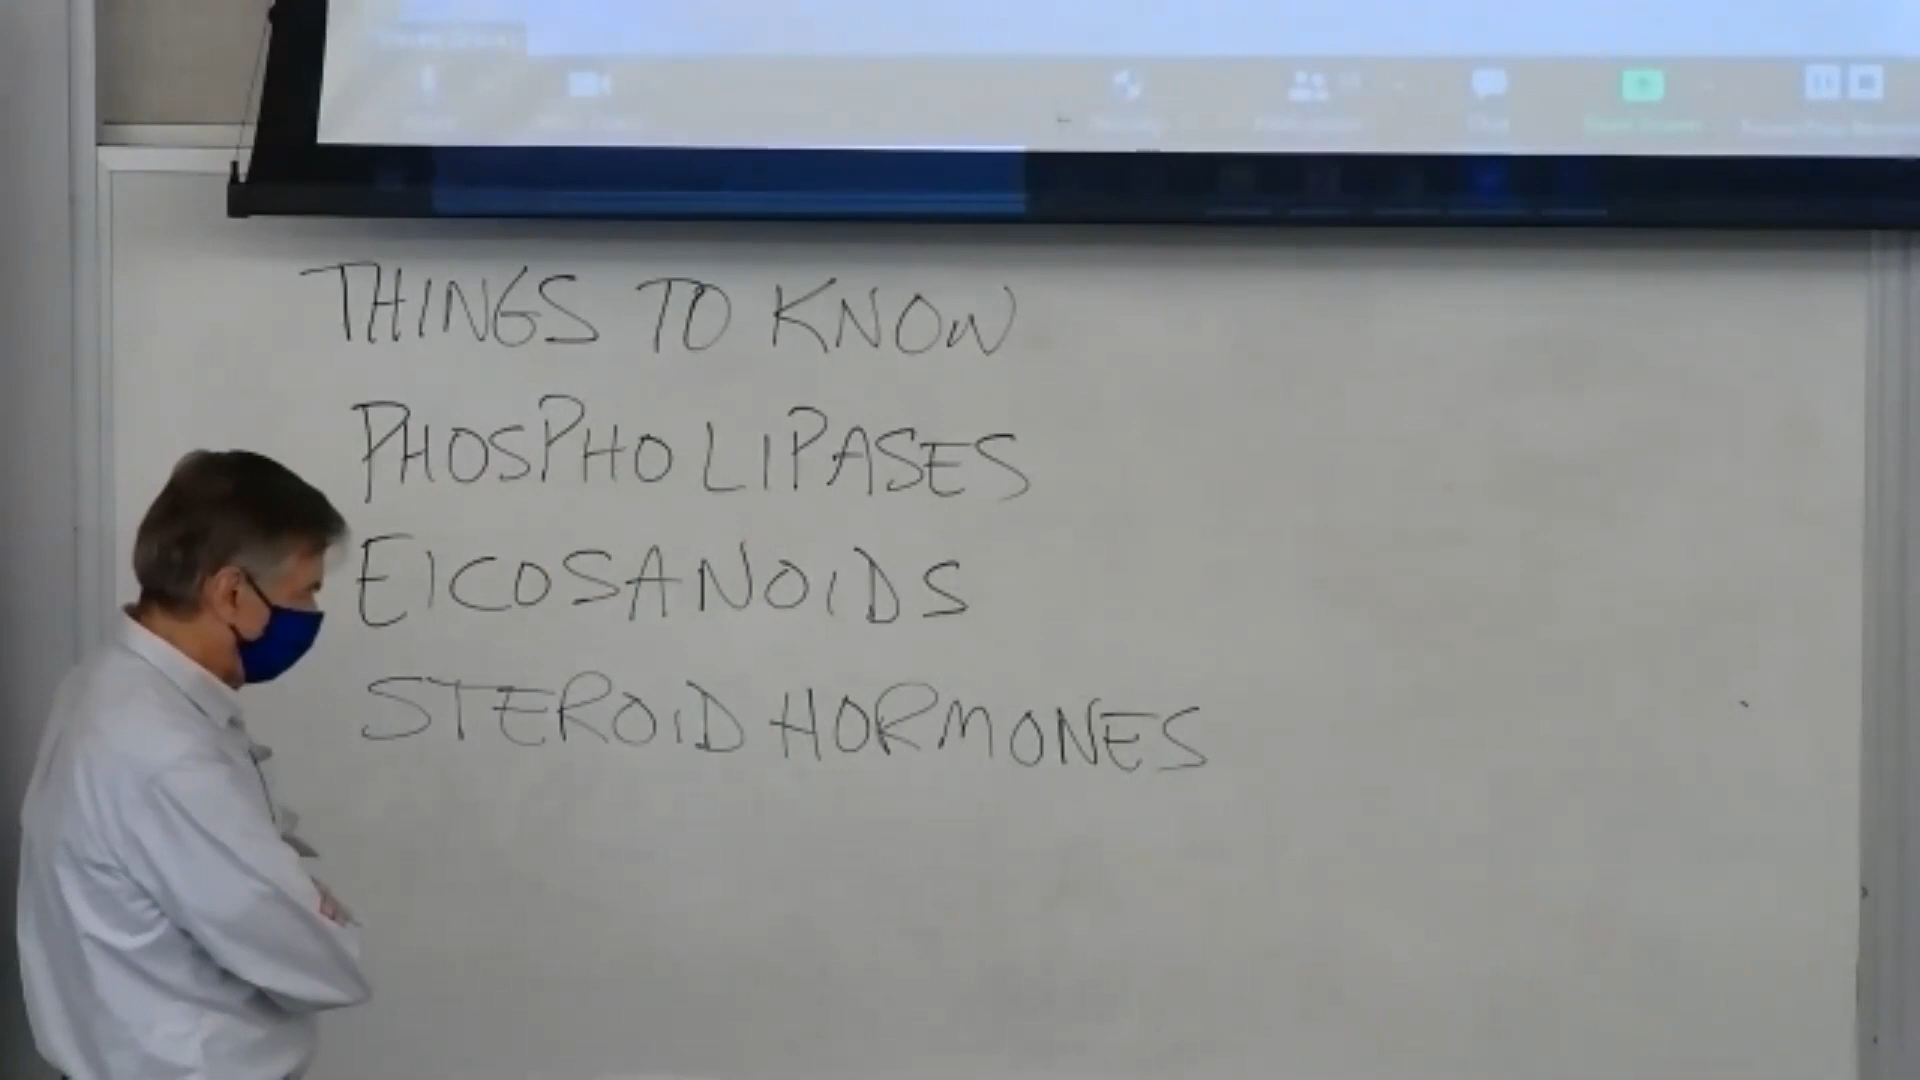 THINGS TO KNOW
PHOSPHOLIPASES
EICOSANOIDS
STEROID HORMONES